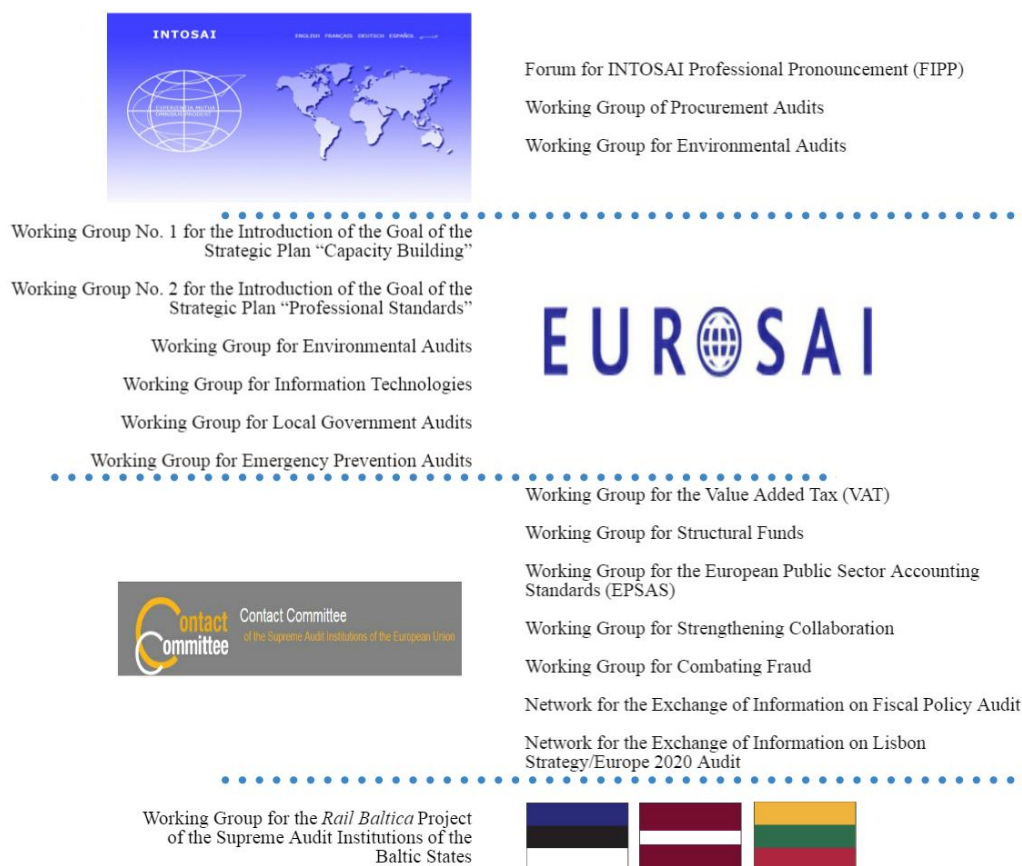 INTOSAI
ENGLISH FRANÇAIS DEUTSCH ESPAÑOL
EXPERIENTIA MUTUA
OMNIBUS PRODEST
Forum for INTOSAI Professional Pronouncement (FIPP)
Working Group of Procurement Audits
Working Group for Environmental Audits
Working Group No. 1 for the Introduction of the Goal of the
Strategic Plan “Capacity Building”
Working Group No. 2 for the Introduction of the Goal of the
Strategic Plan “Professional Standards”
Working Group for Environmental Audits
Working Group for Information Technologies
Working Group for Local Government Audits
Working Group for Emergency Prevention Audits
EUROSAI
Contact
Committee
Contact Committee
of the Supreme Audit Institutions of the European Union
Working Group for the Value Added Tax (VAT)
Working Group for Structural Funds
Working Group for the European Public Sector Accounting
Standards (EPSAS)
Working Group for Strengthening Collaboration
Working Group for Combating Fraud
Network for the Exchange of Information on Fiscal Policy Audit
Network for the Exchange of Information on Lisbon
Strategy/Europe 2020 Audit
Working Group for the Rail Baltica Project
of the Supreme Audit Institutions of the
Baltic States